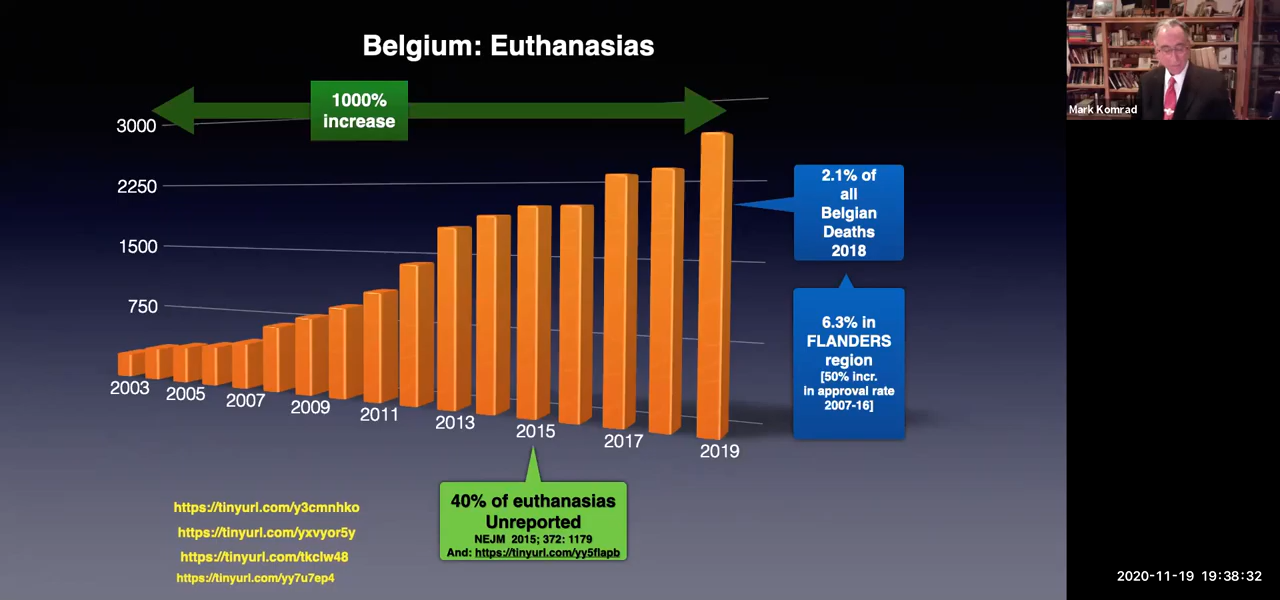 Belgium: Euthanasias
1000%
increase
3000
2250
1500
750
2003
2005
2007
2009
2011
2013
2015
2017
2019
2.1% of
all
Belgian
Deaths
2018
6.3% in
FLANDERS
region
[50% incr.
in approval rate
2007-16]
40% of euthanasias
Unreported
NEJM 2015; 372: 1179
And: https://tinyurl.com/yy5flapb
https://tinyurl.com/y3cmnhko
https://tinyurl.com/yxvyor5y
https://tinyurl.com/tkclw48
https://tinyurl.com/yy7u7ep4
Mark Komrad
2020-11-19 19:38:32